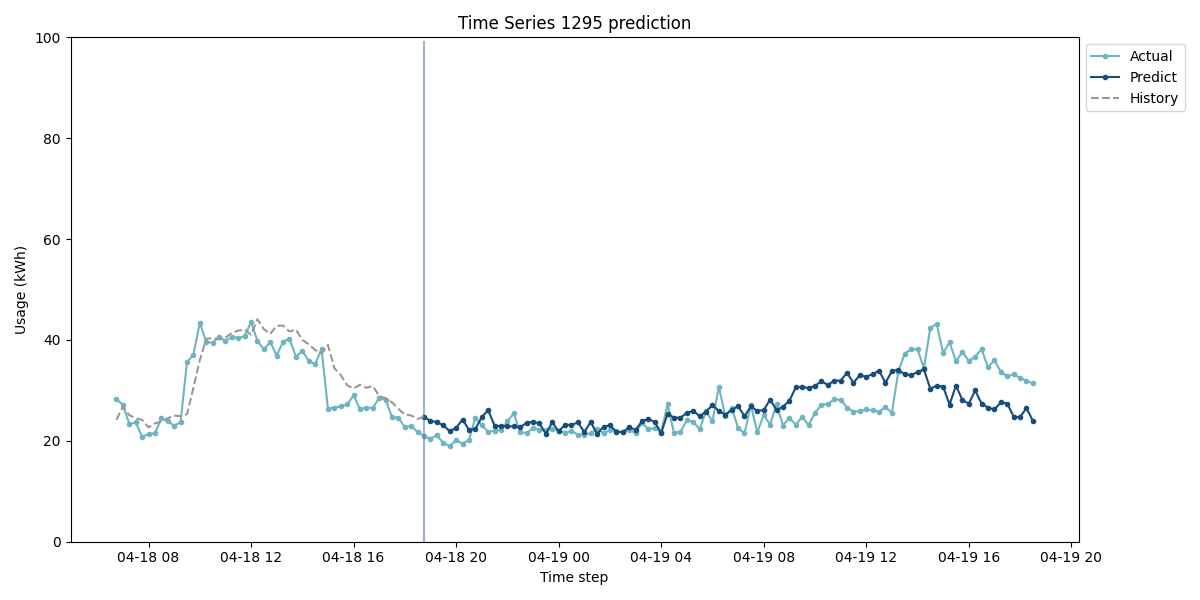 Time Series 1295 prediction
100
80
60
40
20
0
Usage (kWh)
04-18 08
04-18 12
04-18 16
04-18 20
04-19 00
04-19 04
04-19 08
04-19 12
04-19 16
04-19 20
Time step
Actual
Predict
History